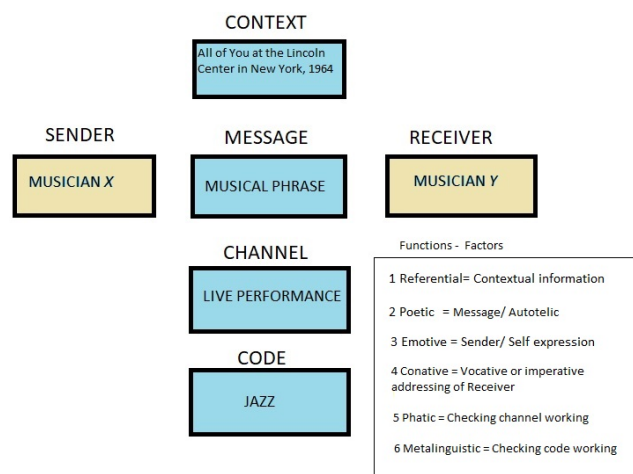 CONTEXT
All of You at the Lincoln
Center in New York, 1964
SENDER
MESSAGE
RECEIVER
MUSICIAN X
MUSICAL PHRASE
MUSICIAN Y
CHANNEL
LIVE PERFORMANCE
CODE
JAZZ
Functions - Factors
1 Referential= Contextual information
2 Poetic = Message/ Autotelic
3 Emotive = Sender/ Self expression
4 Conative = Vocative or imperative
addressing of Receiver
5 Phatic = Checking channel working
6 Metalinguistic = Checking code working